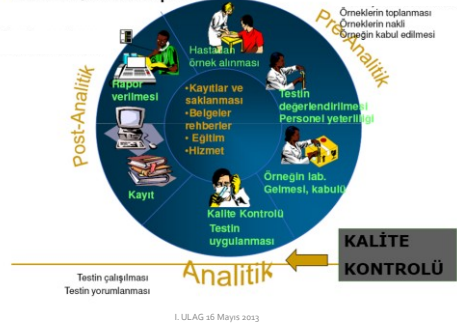 Pre-Analitik
Örneklerin toplanması
Örneklerin nakli
Örneğin kabul edilmesi
Hastadan
örnek alınması
Rapor
verilmesi
•Kayıtlar ve
saklanması
•Belgeler
rehberler
• Eğitim
•Hizmet
Testin
değerlendirilmesi
Personel yeterliliği
Post-Analitik
Örneğin lab.
Gelmesi, kabulü
Kayıt
Kalite Kontrolü
Testin
uygulanması
KALİTE
KONTROLÜ
Analitik
Testin çalışılması
Testin yorumlanması
I. ULAG 16 Mayıs 2013